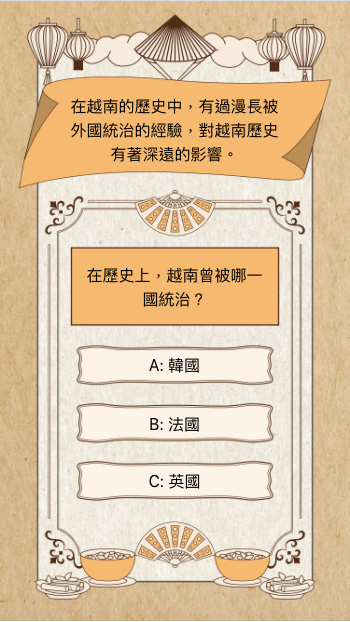 在越南的歷史中，有過漫長被
外國統治的經驗，對越南歷史
有著深遠的影響。
在歷史上，越南曾被哪一
國統治？
A: 韓國
B: 法國
C: 英國